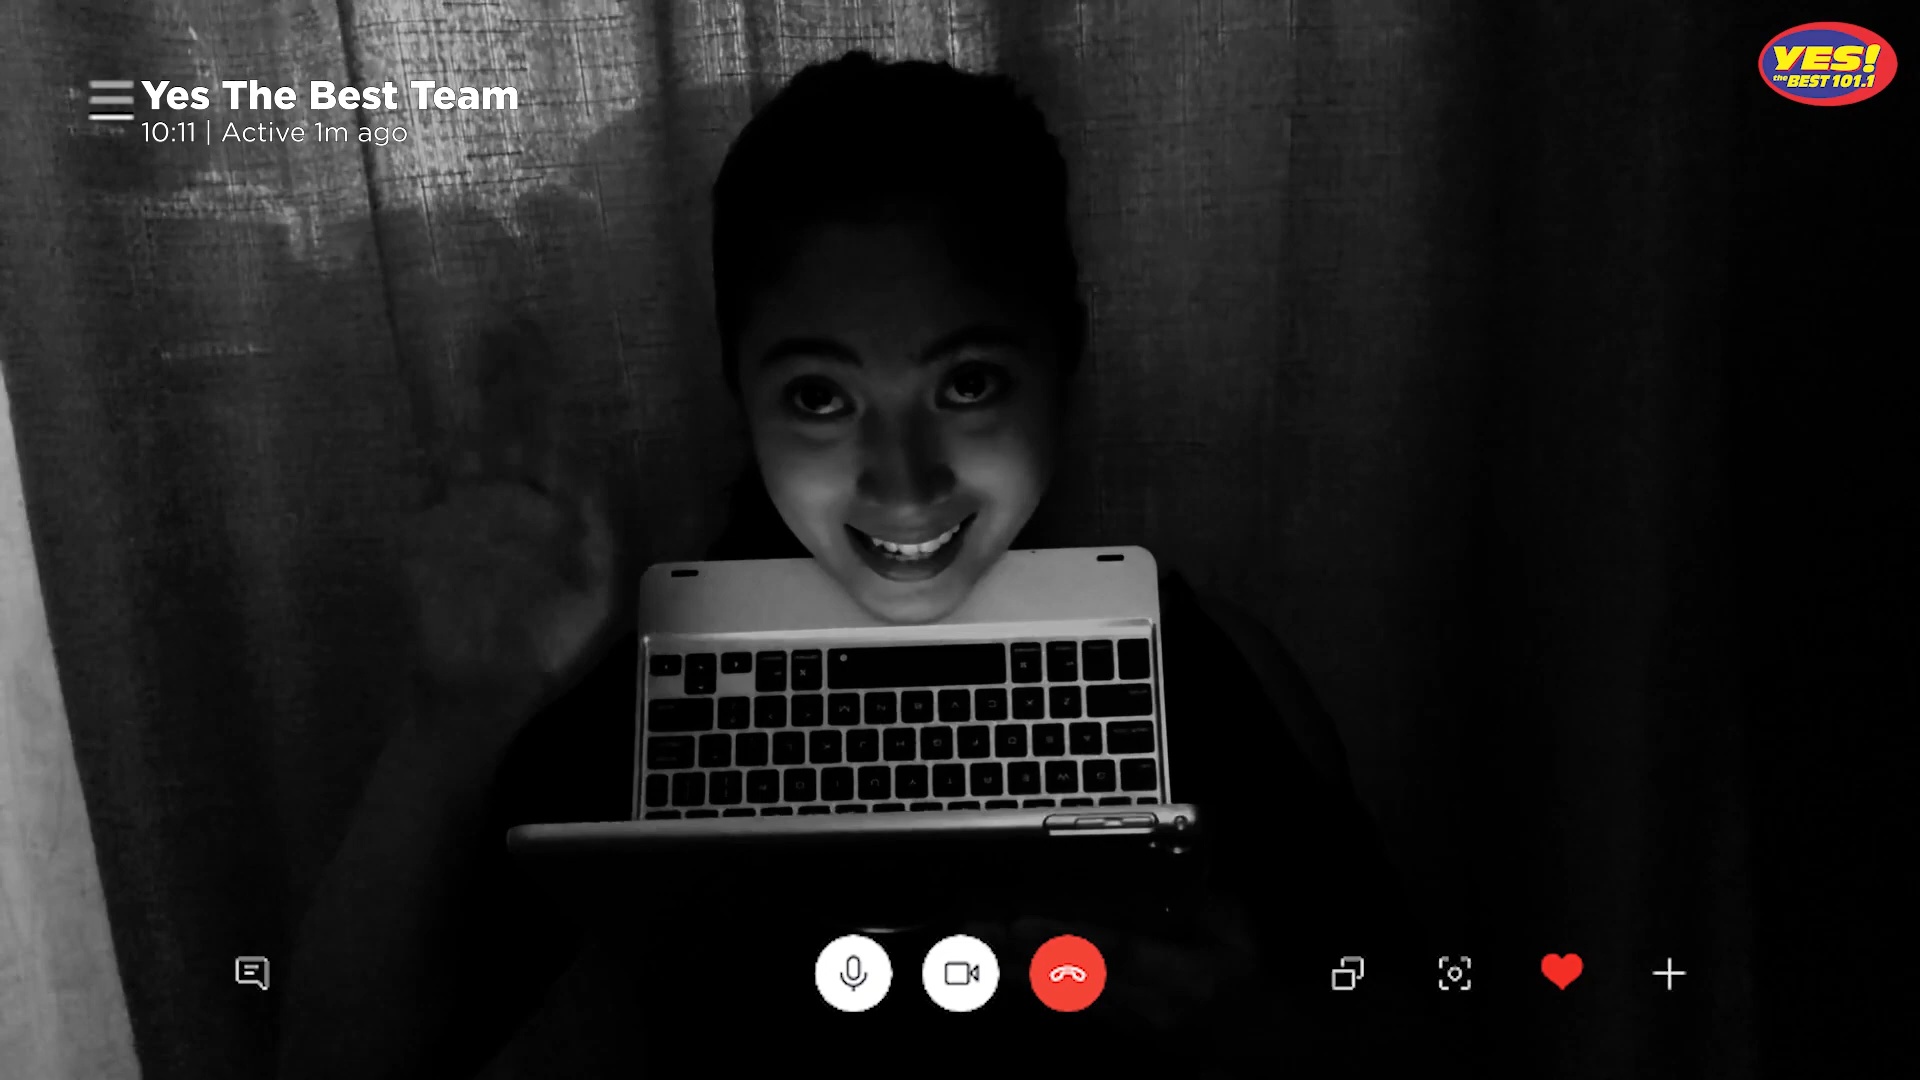 Yes The Best Team
10:11 | Active 1m ago
YES!
the BEST 101.1